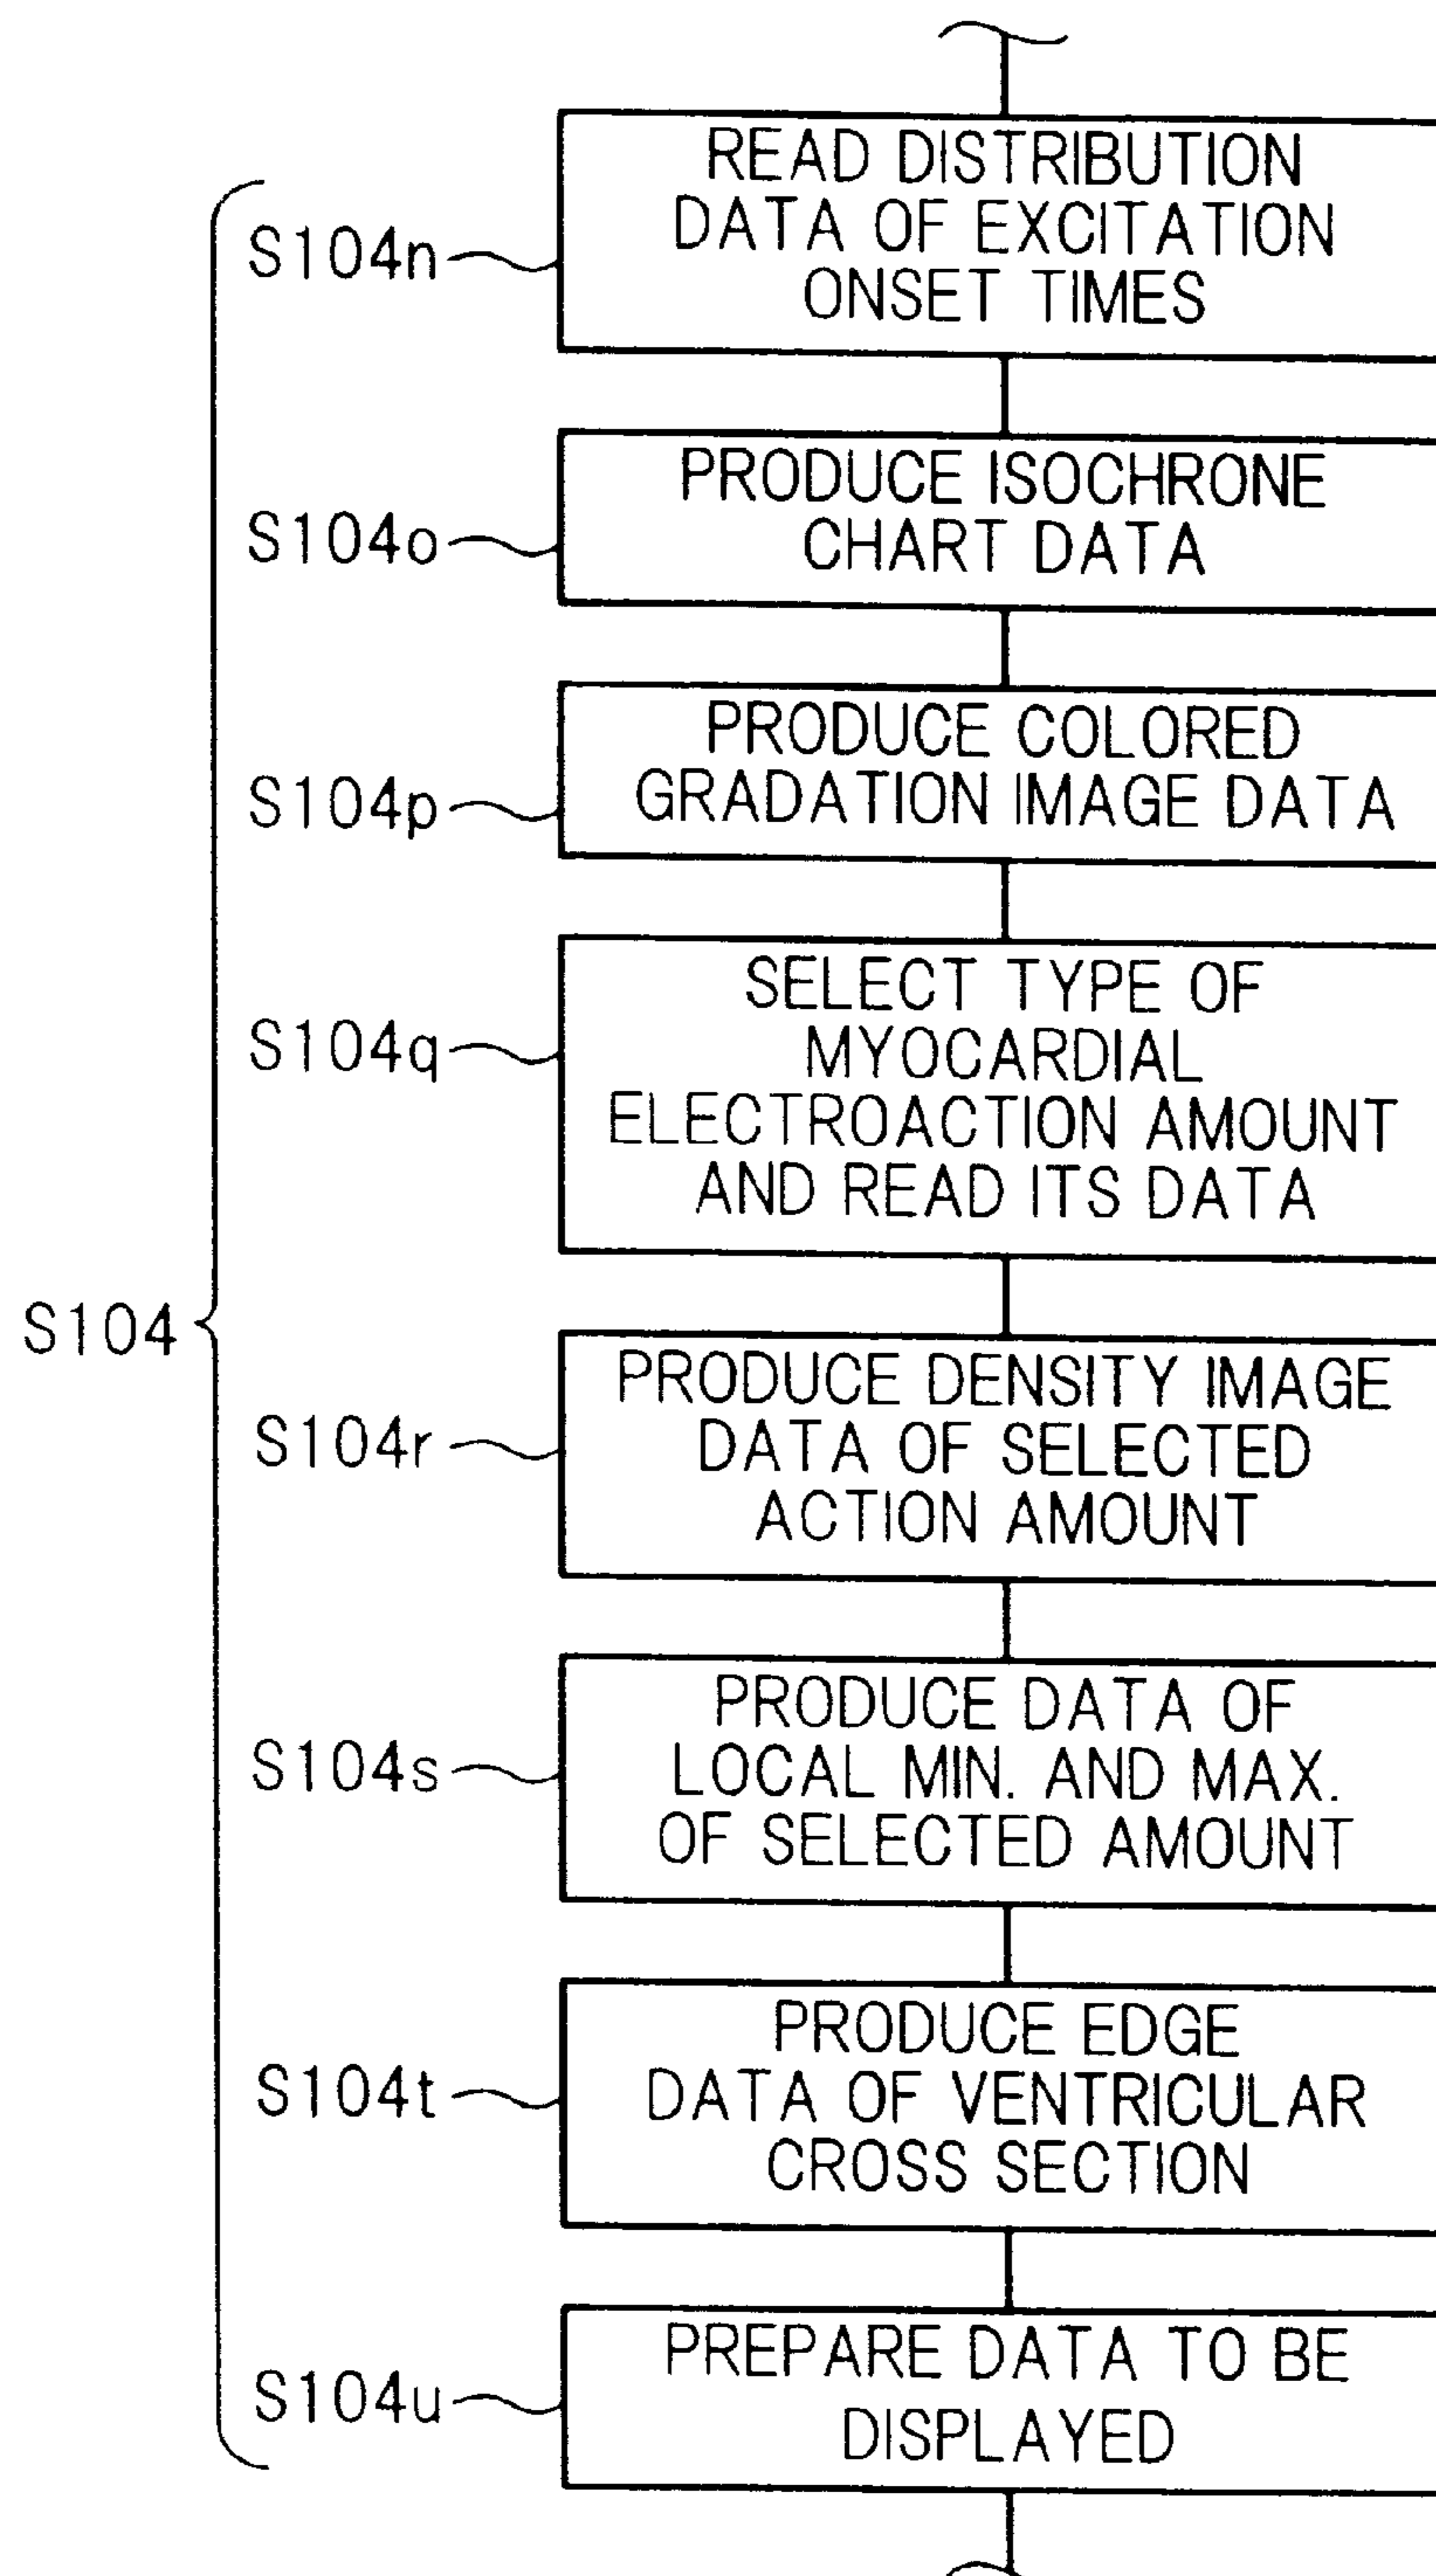 READ DISTRIBUTION
DATA OF EXCITATION
ONSET TIMES
S104n
PRODUCE ISOCHRONE
CHART DATA
S104o
PRODUCE COLORED
GRADATION IMAGE DATA
S104p
SELECT TYPE OF
MYOCARDIAL
ELECTROACTION AMOUNT
AND READ ITS DATA
S104q
S104
PRODUCE DENSITY IMAGE
DATA OF SELECTED
ACTION AMOUNT
S104r
PRODUCE DATA OF
LOCAL MIN. AND MAX.
OF SELECTED AMOUNT
S104s
PRODUCE EDGE
DATA OF VENTRICULAR
CROSS SECTION
S104t
PREPARE DATA TO BE
DISPLAYED
S104u